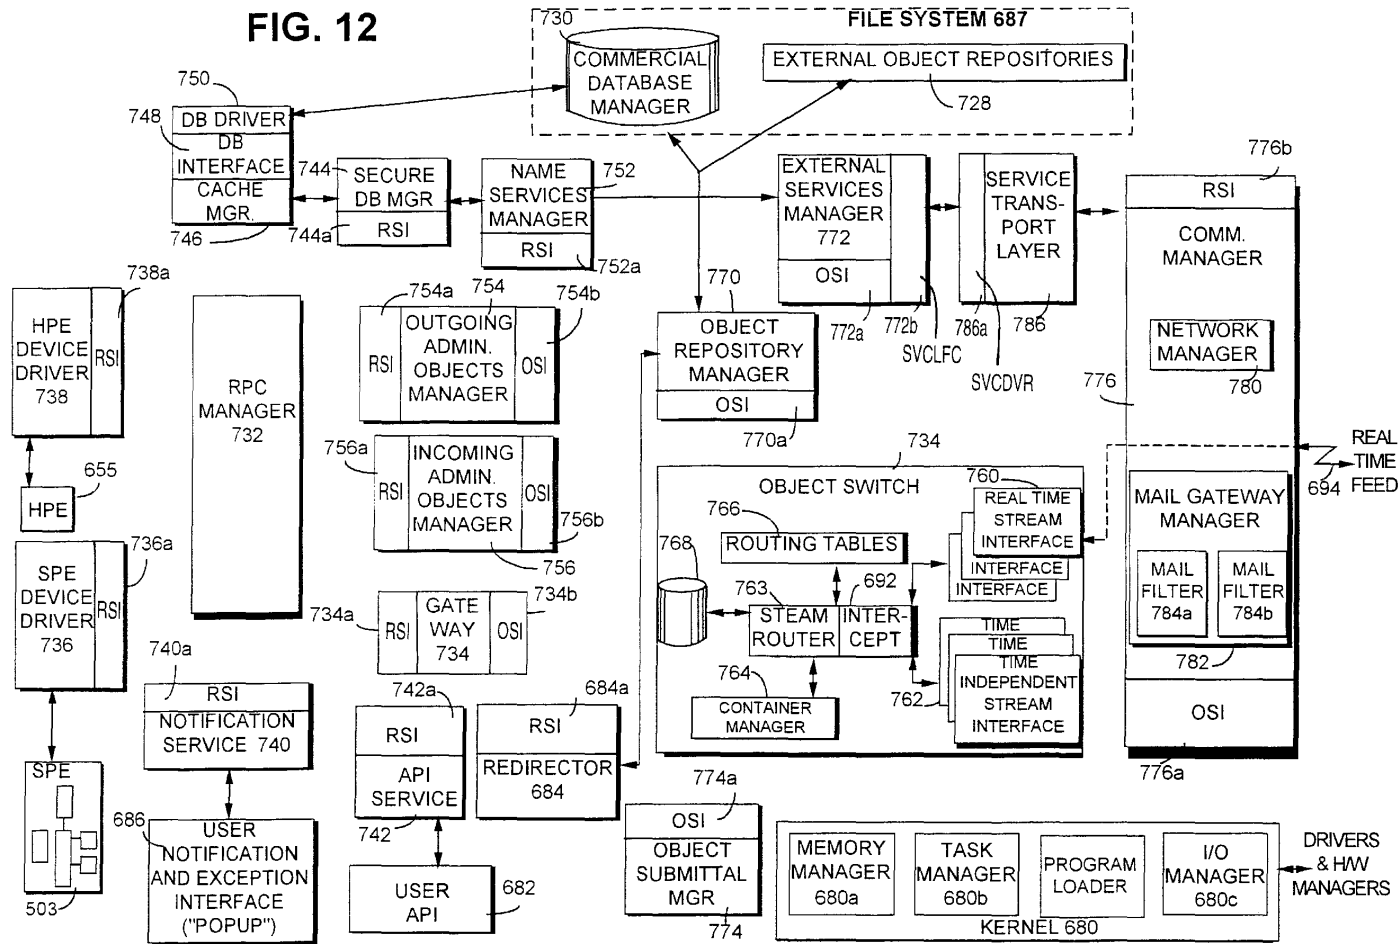 FIG. 12
730
FILE SYSTEM 687
COMMERCIAL
DATABASE
MANAGER
EXTERNAL OBJECT REPOSITORIES
728
750
DB DRIVER
748
DB
INTERFACE
CACHE
MGR.
746
744
SECURE
DB MGR
RSI
744a
NAME
SERVICES
MANAGER
752
RSI
752a
EXTERNAL
SERVICES
MANAGER
772
OSI
772a
772b
SVCLFC
SERVICE
TRANS-
PORT
LAYER
786a
786
SVCDVR
776b
RSI
COMM.
MANAGER
NETWORK
MANAGER
780
776
738a
HPE
DEVICE
DRIVER
738
RSI
655
HPE
RPC
MANAGER
732
754a
754
754b
RSI
OUTGOING
ADMIN.
OBJECTS
MANAGER
OSI
770
OBJECT
REPOSITORY
MANAGER
OSI
770a
756a
RSI
INCOMING
ADMIN.
OBJECTS
MANAGER
OSI
756b
756
734
OBJECT SWITCH
760
REAL TIME
STREAM
INTERFACE
INTERFACE
INTERFACE
766
ROUTING TABLES
768
763
692
STEAM
ROUTER
INTER-
CEPT
764
CONTAINER
MANAGER
TIME
TIME
TIME
INDEPENDENT
STREAM
INTERFACE
762
REAL
TIME
FEED
694
MAIL GATEWAY
MANAGER
MAIL
FILTER
784a
MAIL
FILTER
784b
782
OSI
776a
736a
SPE
DEVICE
DRIVER
736
RSI
SPE
503
734a
RSI
GATE
WAY
734
OSI
734b
740a
RSI
NOTIFICATION
SERVICE 740
686
USER
NOTIFICATION
AND EXCEPTION
INTERFACE
("POPUP")
742a
RSI
API
SERVICE
742
USER
API
682
684a
RSI
REDIRECTOR
684
774a
OSI
OBJECT
SUBMITTAL
MGR
774
MEMORY
MANAGER
680a
TASK
MANAGER
680b
PROGRAM
LOADER
I/O
MANAGER
680c
KERNEL 680
DRIVERS
& H/W
MANAGERS